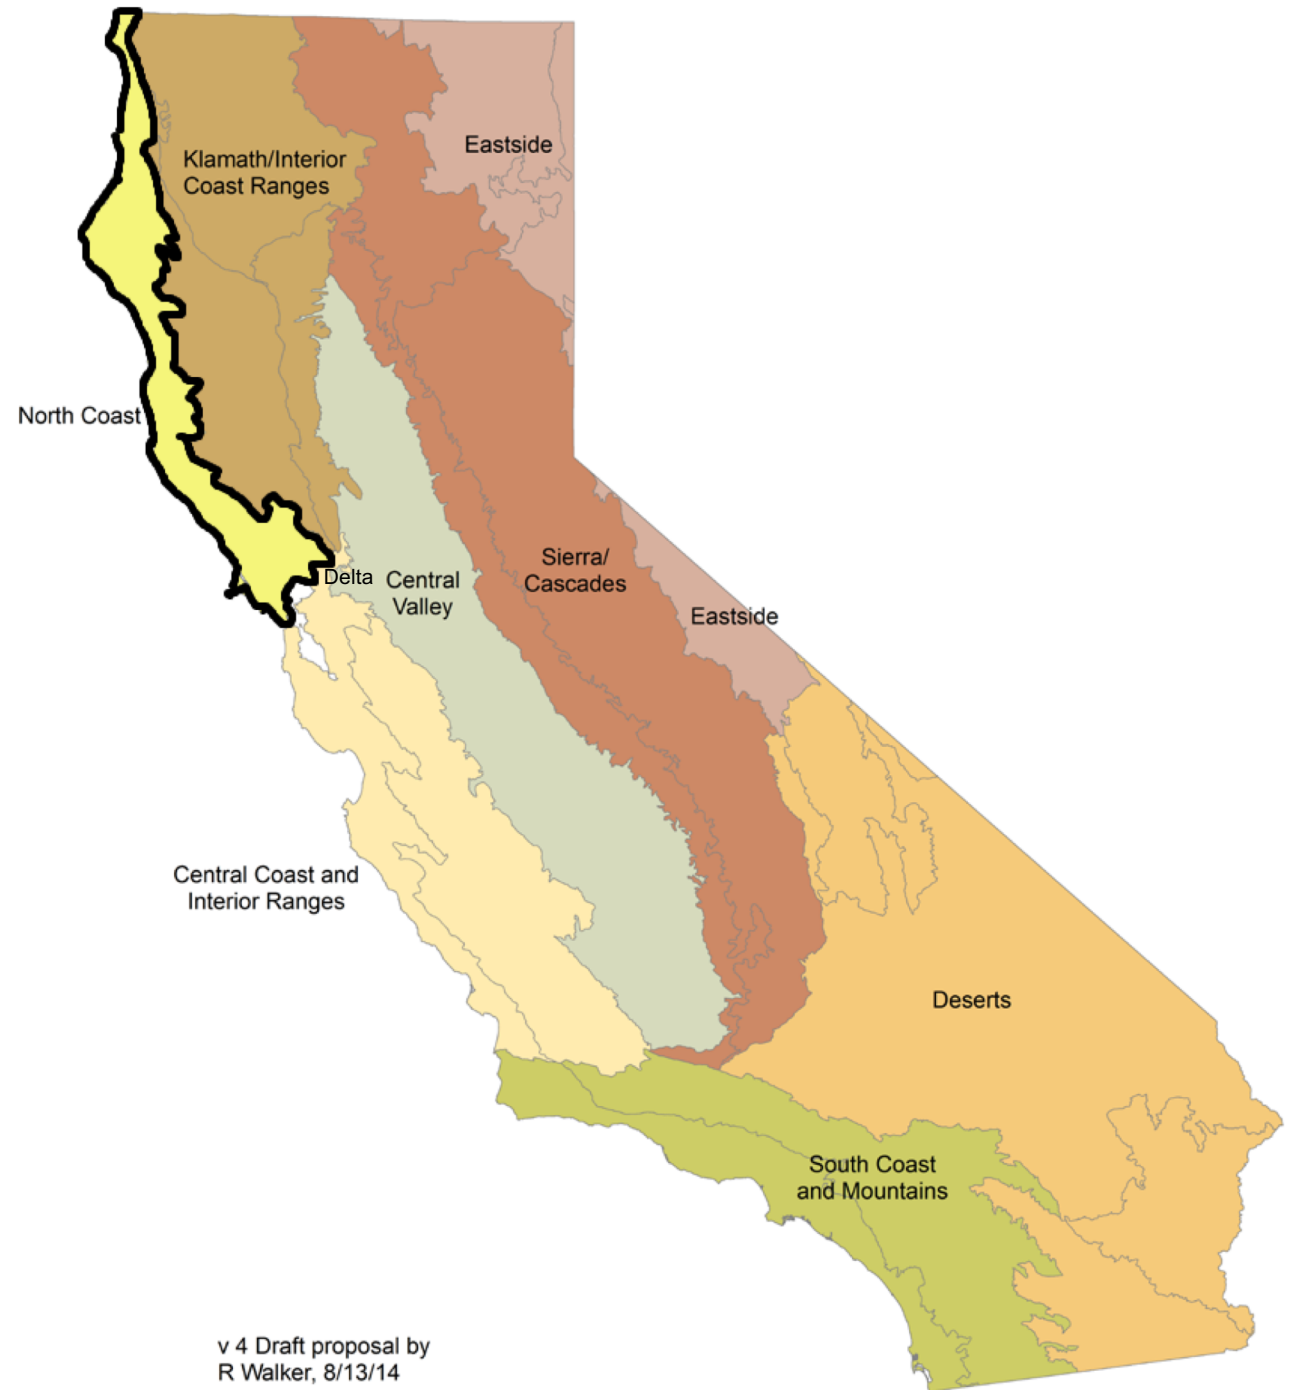 Eastside
Klamath/Interior
Coast Ranges
North Coast
Sierra/
Cascades
Delta
Central
Valley
Eastside
Central Coast and
Interior Ranges
Deserts
South Coast
and Mountains
v 4 Draft proposal by
R Walker, 8/13/14